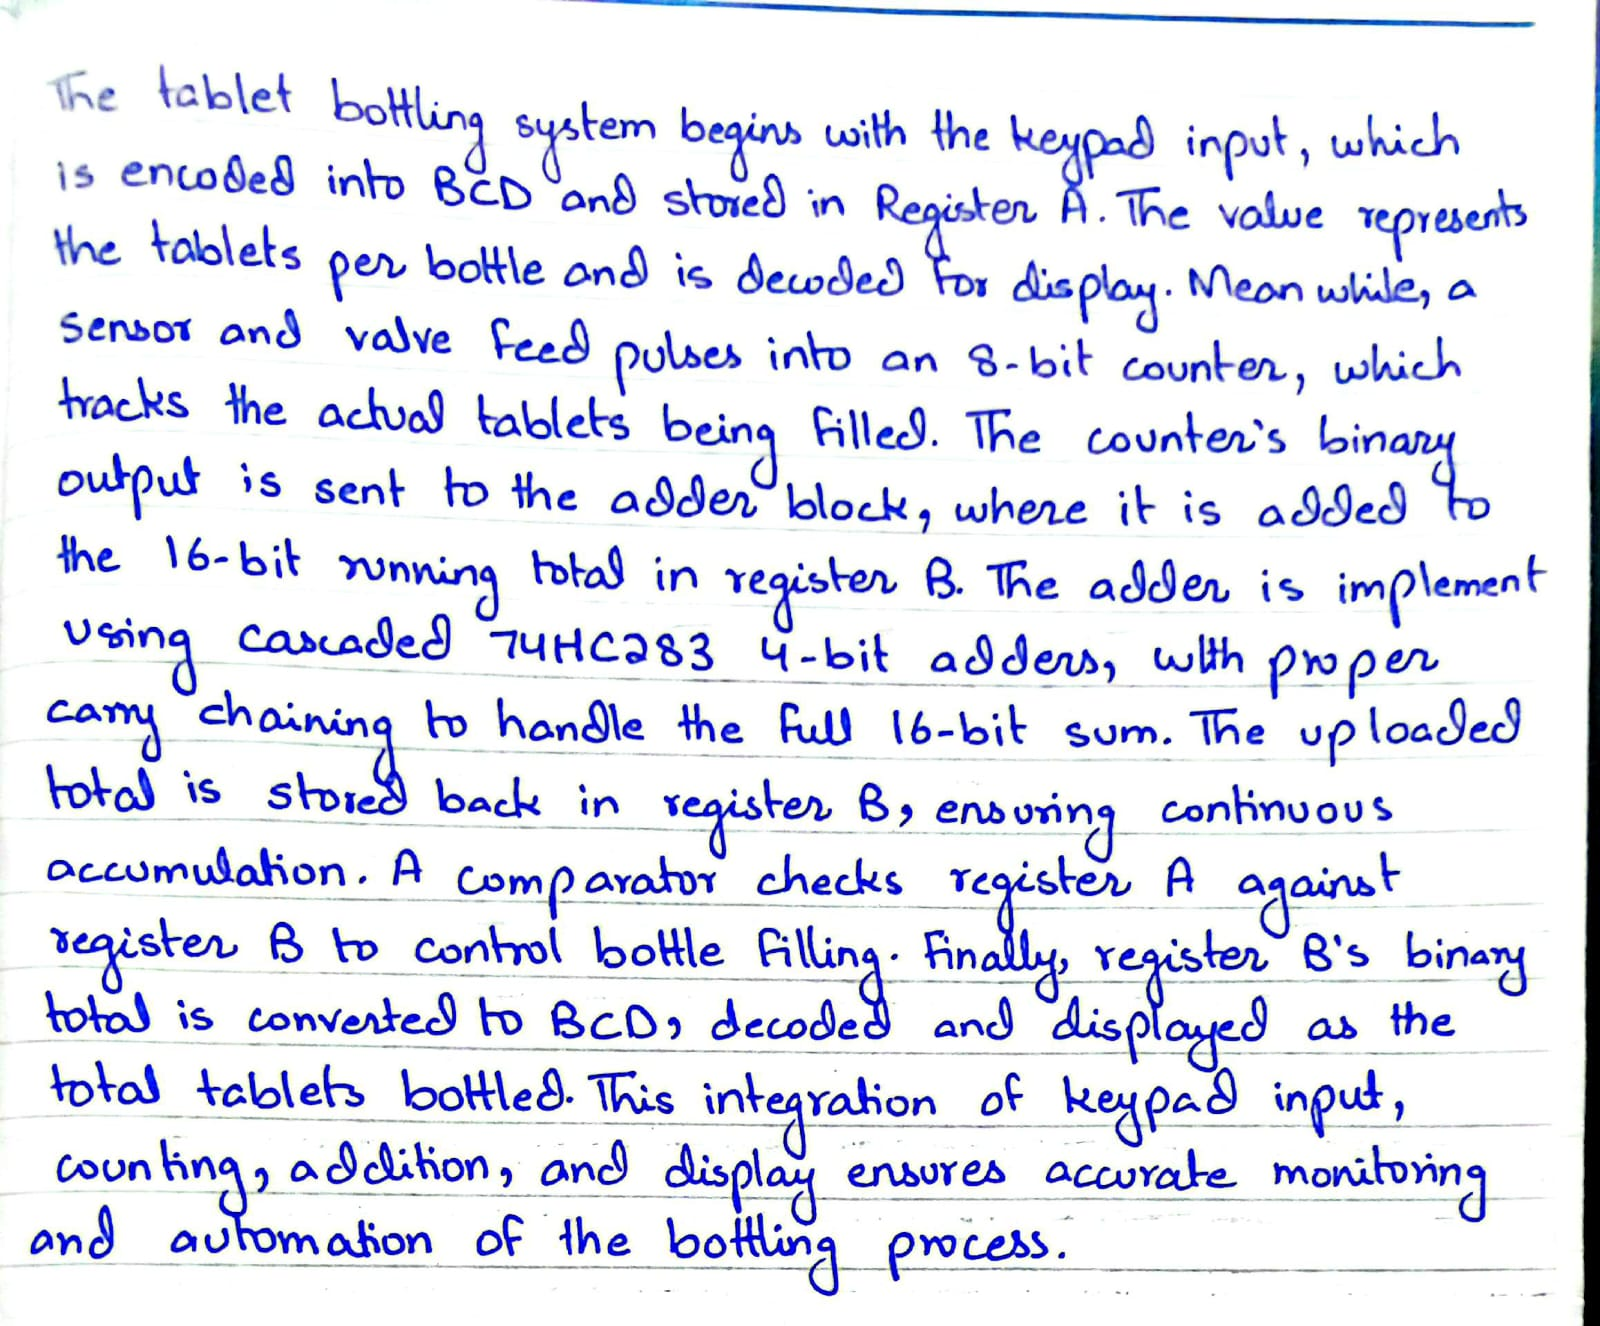 The tablet bottling system begins with the keypad input, which
is encoded into BCD and stored in Register A. The value represents
the tablets per bottle and is decoded for display. Mean while, a
sensor and valve feed pulses into an 8-bit counter, which
tracks the actual tablets being filled. The counter's binary
output is sent to the adder block, where it is added to
the 16-bit running total in register B. The adder is implement
using cascaded 74HC283 4-bit adders, with proper
carry chaining to handle the full 16-bit sum. The uploaded
total is stored back in register B, ensuring continuous
accumulation. A comparator checks register A against
register B to control bottle filling. Finally, register B's binary
total is converted to BCD, decoded and displayed as the
total tablets bottled. This integration of keypad input,
counting, addition, and display ensures accurate monitoring
and automation of the bottling process.